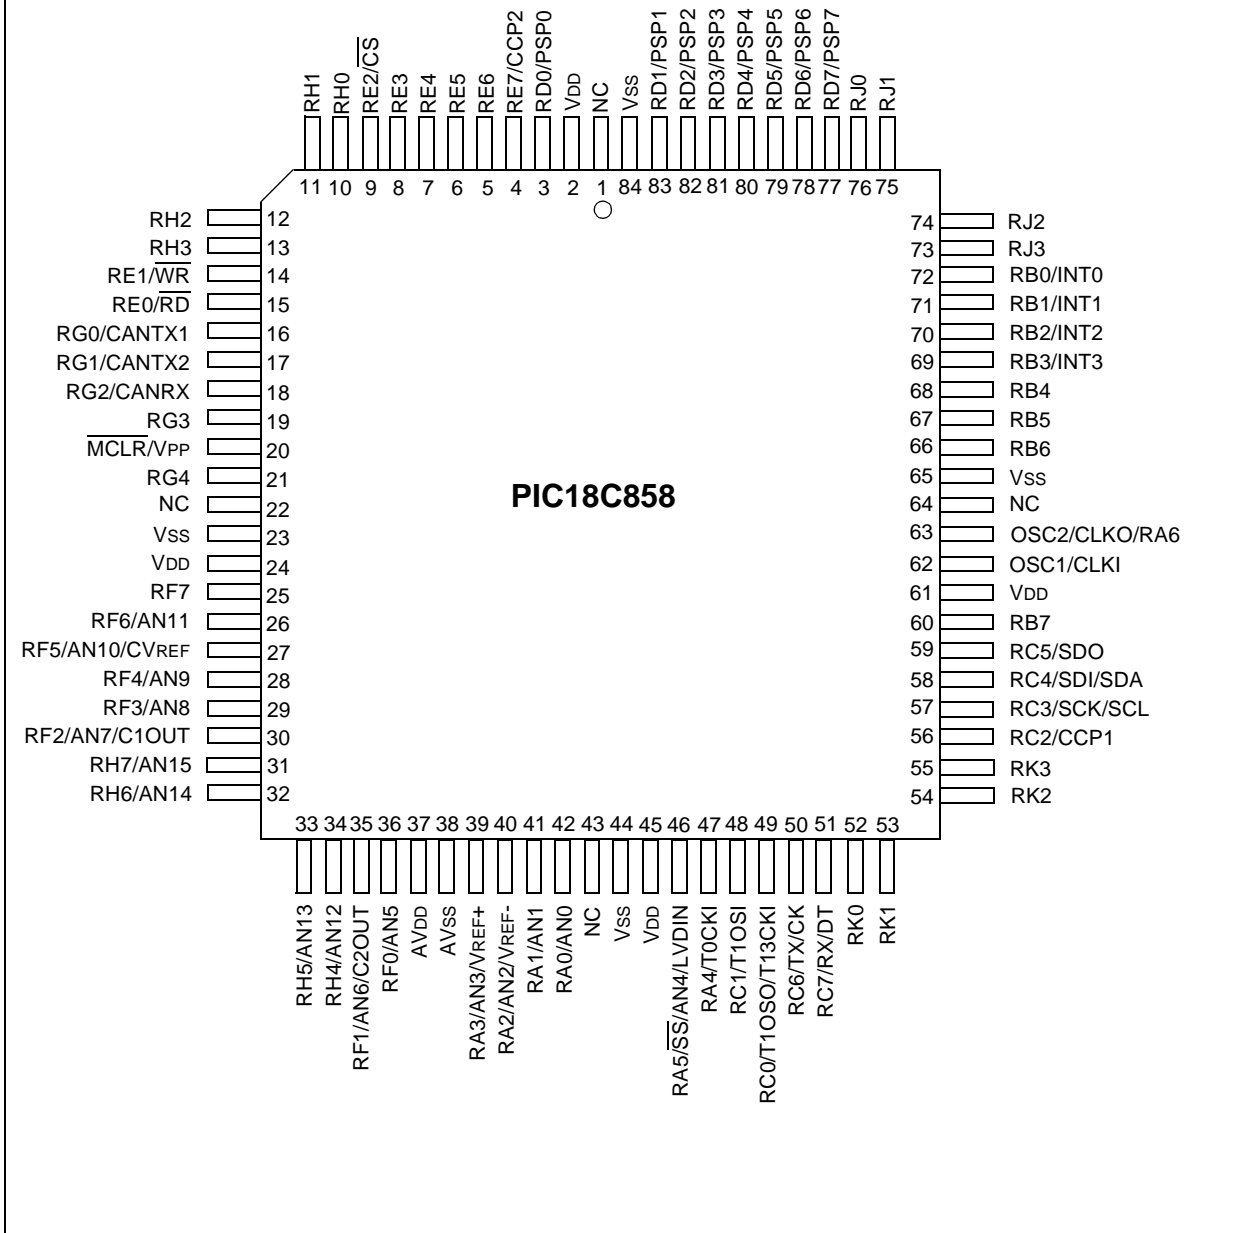 RH1
RH0
RE2/CS
RE3
RE4
RE5
RE6
RE7/CCP2
RD0/PSP0
VDD
NC
VSS
RD1/PSP1
RD2/PSP2
RD3/PSP3
RD4/PSP4
RD5/PSP5
RD6/PSP6
RD7/PSP7
RJ0
RJ1
11 10 9 8 7 6 5 4 3 2 1 84 83 82 81 80 79 78 77 76 75
RH2 12
RH3 13
RE1/WR 14
RE0/RD 15
RG0/CANTX1 16
RG1/CANTX2 17
RG2/CANRX 18
RG3 19
MCLR/VPP 20
RG4 21
NC 22
VSS 23
VDD 24
RF7 25
RF6/AN11 26
RF5/AN10/CVREF 27
RF4/AN9 28
RF3/AN8 29
RF2/AN7/C1OUT 30
RH7/AN15 31
RH6/AN14 32
PIC18C858
74 RJ2
73 RJ3
72 RB0/INT0
71 RB1/INT1
70 RB2/INT2
69 RB3/INT3
68 RB4
67 RB5
66 RB6
65 VSS
64 NC
63 OSC2/CLKO/RA6
62 OSC1/CLKI
61 VDD
60 RB7
59 RC5/SDO
58 RC4/SDI/SDA
57 RC3/SCK/SCL
56 RC2/CCP1
55 RK3
54 RK2
33 34 35 36 37 38 39 40 41 42 43 44 45 46 47 48 49 50 51 52 53
RH5/AN13
RH4/AN12
RF1/AN6/C2OUT
RF0/AN5
AVDD
AVSS
RA3/AN3/VREF+
RA2/AN2/VREF-
RA1/AN1
RA0/AN0
NC
VSS
VDD
RA5/SS/AN4/LVDIN
RA4/T0CKI
RC1/T1OSI
RC0/T1OSO/T13CKI
RC6/TX/CK
RC7/RX/DT
RK0
RK1